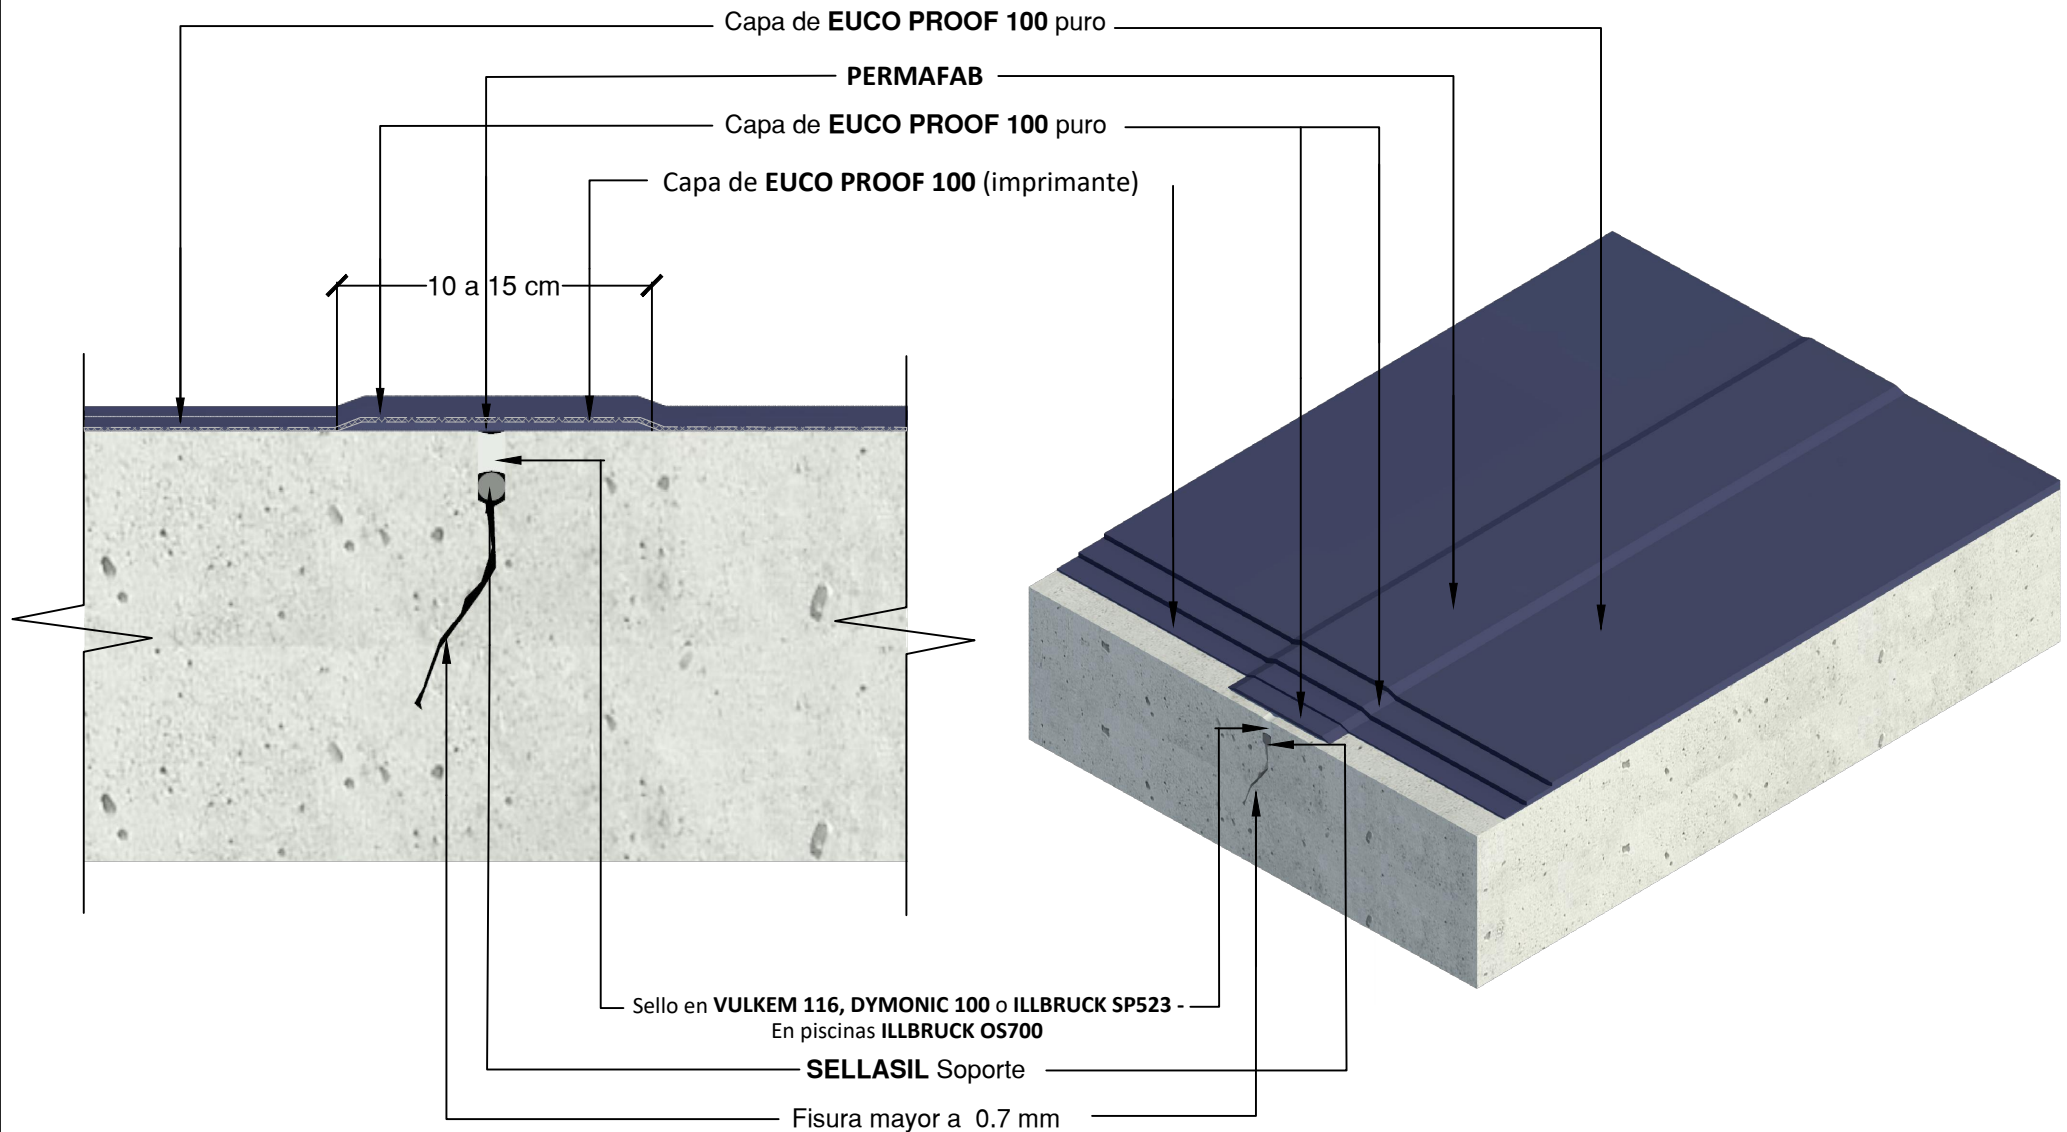 Capa de EUCO PROOF 100 puro
PERMAFAB
Capa de EUCO PROOF 100 puro
Capa de EUCO PROOF 100 (imprimante)
10 a 15 cm
Sello en VULKEM 116, DYMONIC 100 o ILLBRUCK SP523 -
En piscinas ILLBRUCK OS700
SELLASIL Soporte
Fisura mayor a 0.7 mm